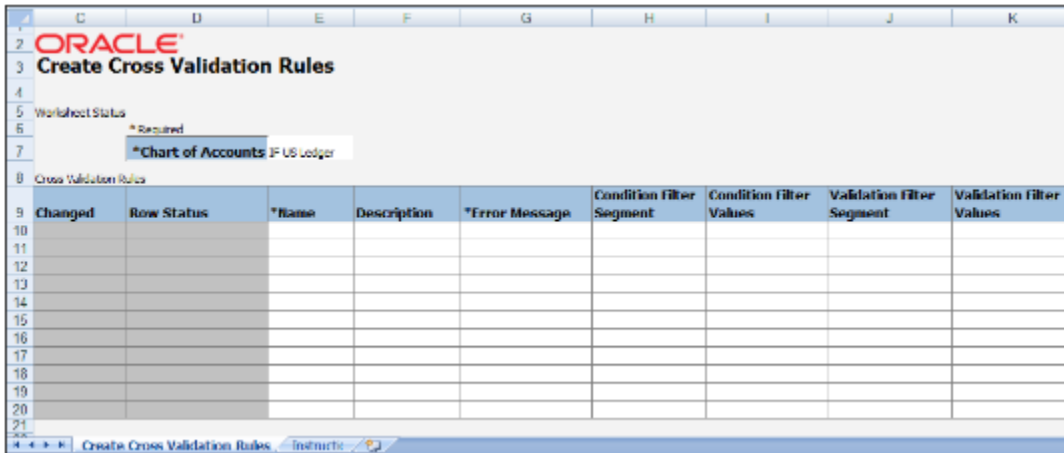 C D E F G H I J K
2 ORACLE
3 Create Cross Validation Rules
4
5 Worksheet Status
6 *Required
7 *Chart of Accounts IF US Ledger
8 Cross Validation Rules
Condition Filter Condition Filter Validation Filter Validation Filter
9 Changed Row Status *Name Description *Error Message Segment Values Segment Values
10
11
12
13
14
15
16
17
18
19
20
21
Create Cross Validation Rules Instructi